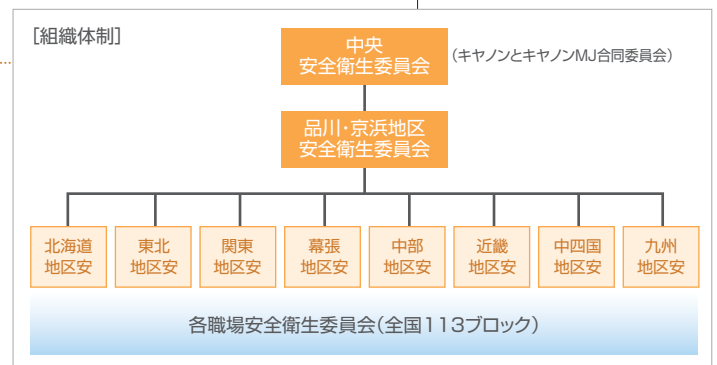 [組織体制]
中央
安全衛生委員会
(キヤノンとキヤノンMJ合同委員会)
品川・京浜地区
安全衛生委員会
北海道
地区安
東北
地区安
関東
地区安
幕張
地区安
中部
地区安
近畿
地区安
中四国
地区安
九州
地区安
各職場安全衛生委員会(全国113ブロック)